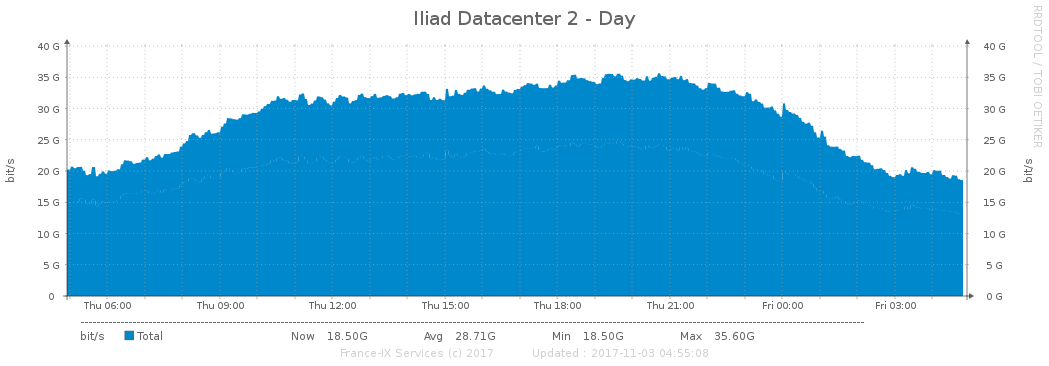 Iliad Datacenter 2 - Day
RRDTOOL / TOBI OETIKER
bit/s
40 G 40 G
35 G 35 G
30 G 30 G
25 G 25 G
20 G 20 G
15 G 15 G
10 G 10 G
5 G 5 G
0 0 G
bit/s
Thu 06:00 Thu 09:00 Thu 12:00 Thu 15:00 Thu 18:00 Thu 21:00 Fri 00:00 Fri 03:00
bit/s Total Now 18.50G Avg 28.71G Min 18.50G Max 35.60G
France-IX Services (c) 2017 Updated : 2017-11-03 04:55:08